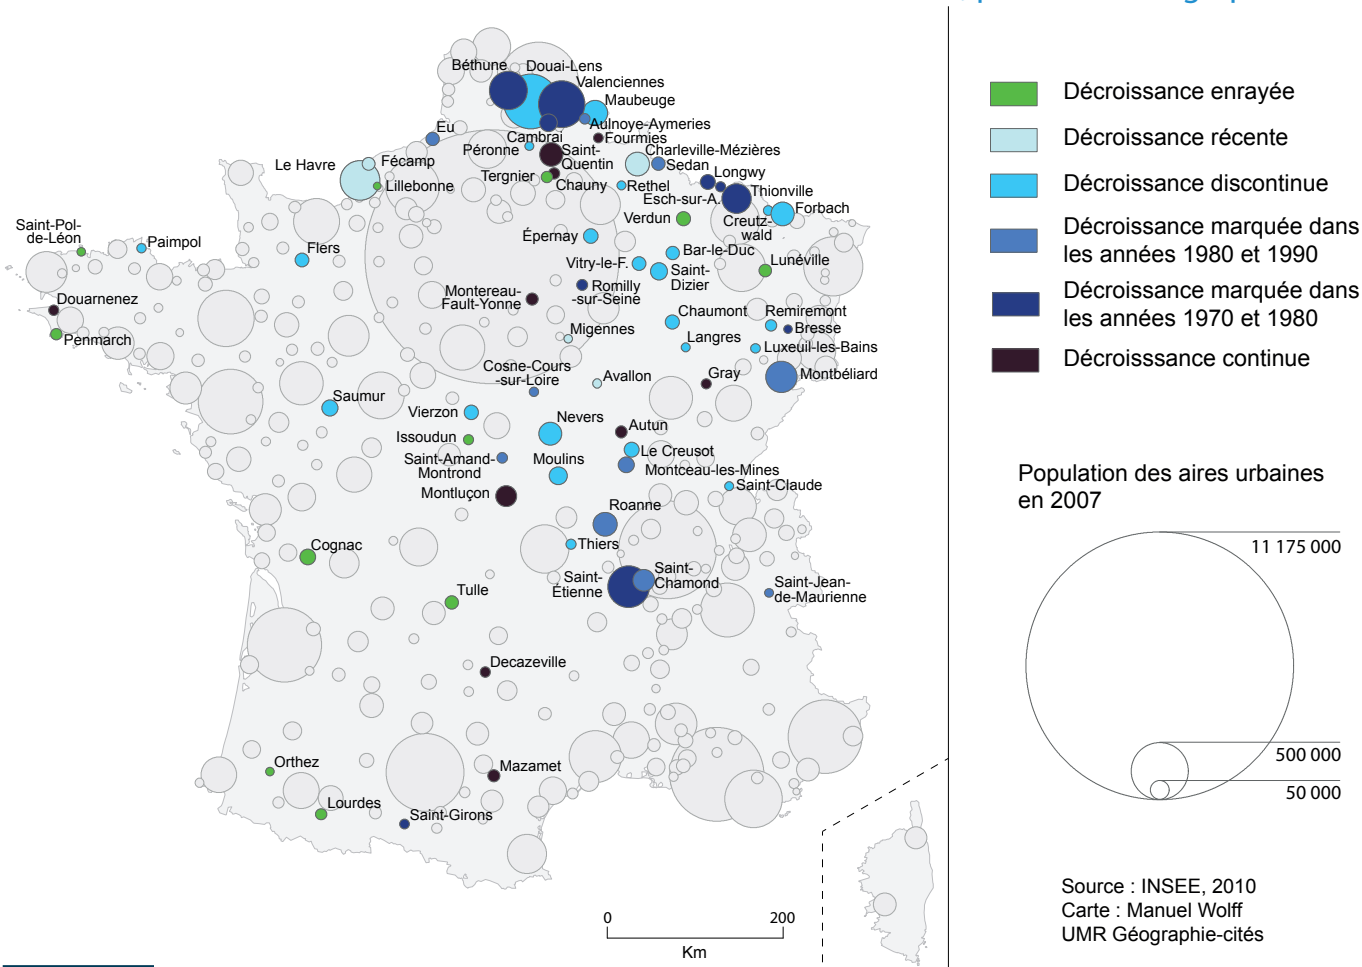 Béthune
Douai-Lens
Valenciennes
Maubeuge
Aulnoye-Aymeries
Fourmies
Eu
Cambrai
Péronne
Saint-
Quentin
Charleville-Mézières
Sedan
Le Havre
Fécamp
Lillebonne
Tergnier
Chauny
Rethel
Longwy
Esch-sur-A.
Thionville
Verdun
Creutz-
wald
Forbach
Saint-Pol-
de-Léon
Paimpol
Flers
Épernay
Vitry-le-F.
Bar-le-Duc
Saint-
Dizier
Lunéville
Douarnenez
Penmarch
Montereau-
Fault-Yonne
Romilly
-sur-Seine
Chaumont
Remiremont
Bresse
Migennes
Langres
Luxeuil-les-Bains
Cosne-Cours
-sur-Loire
Avallon
Gray
Montbéliard
Saumur
Vierzon
Nevers
Autun
Issoudun
Saint-Amand-
Montrond
Moulins
Le Creusot
Montceau-les-Mines
Saint-Claude
Montluçon
Roanne
Cognac
Thiers
Saint-
Étienne
Saint-
Chamond
Saint-Jean-
de-Maurienne
Tulle
Decazeville
Orthez
Mazamet
Lourdes
Saint-Girons
0 200
Km
Décroissance enrayée
Décroissance récente
Décroissance discontinue
Décroissance marquée dans
les années 1980 et 1990
Décroissance marquée dans
les années 1970 et 1980
Décroisssance continue
Population des aires urbaines
en 2007
11 175 000
500 000
50 000
Source : INSEE, 2010
Carte : Manuel Wolff
UMR Géographie-cités